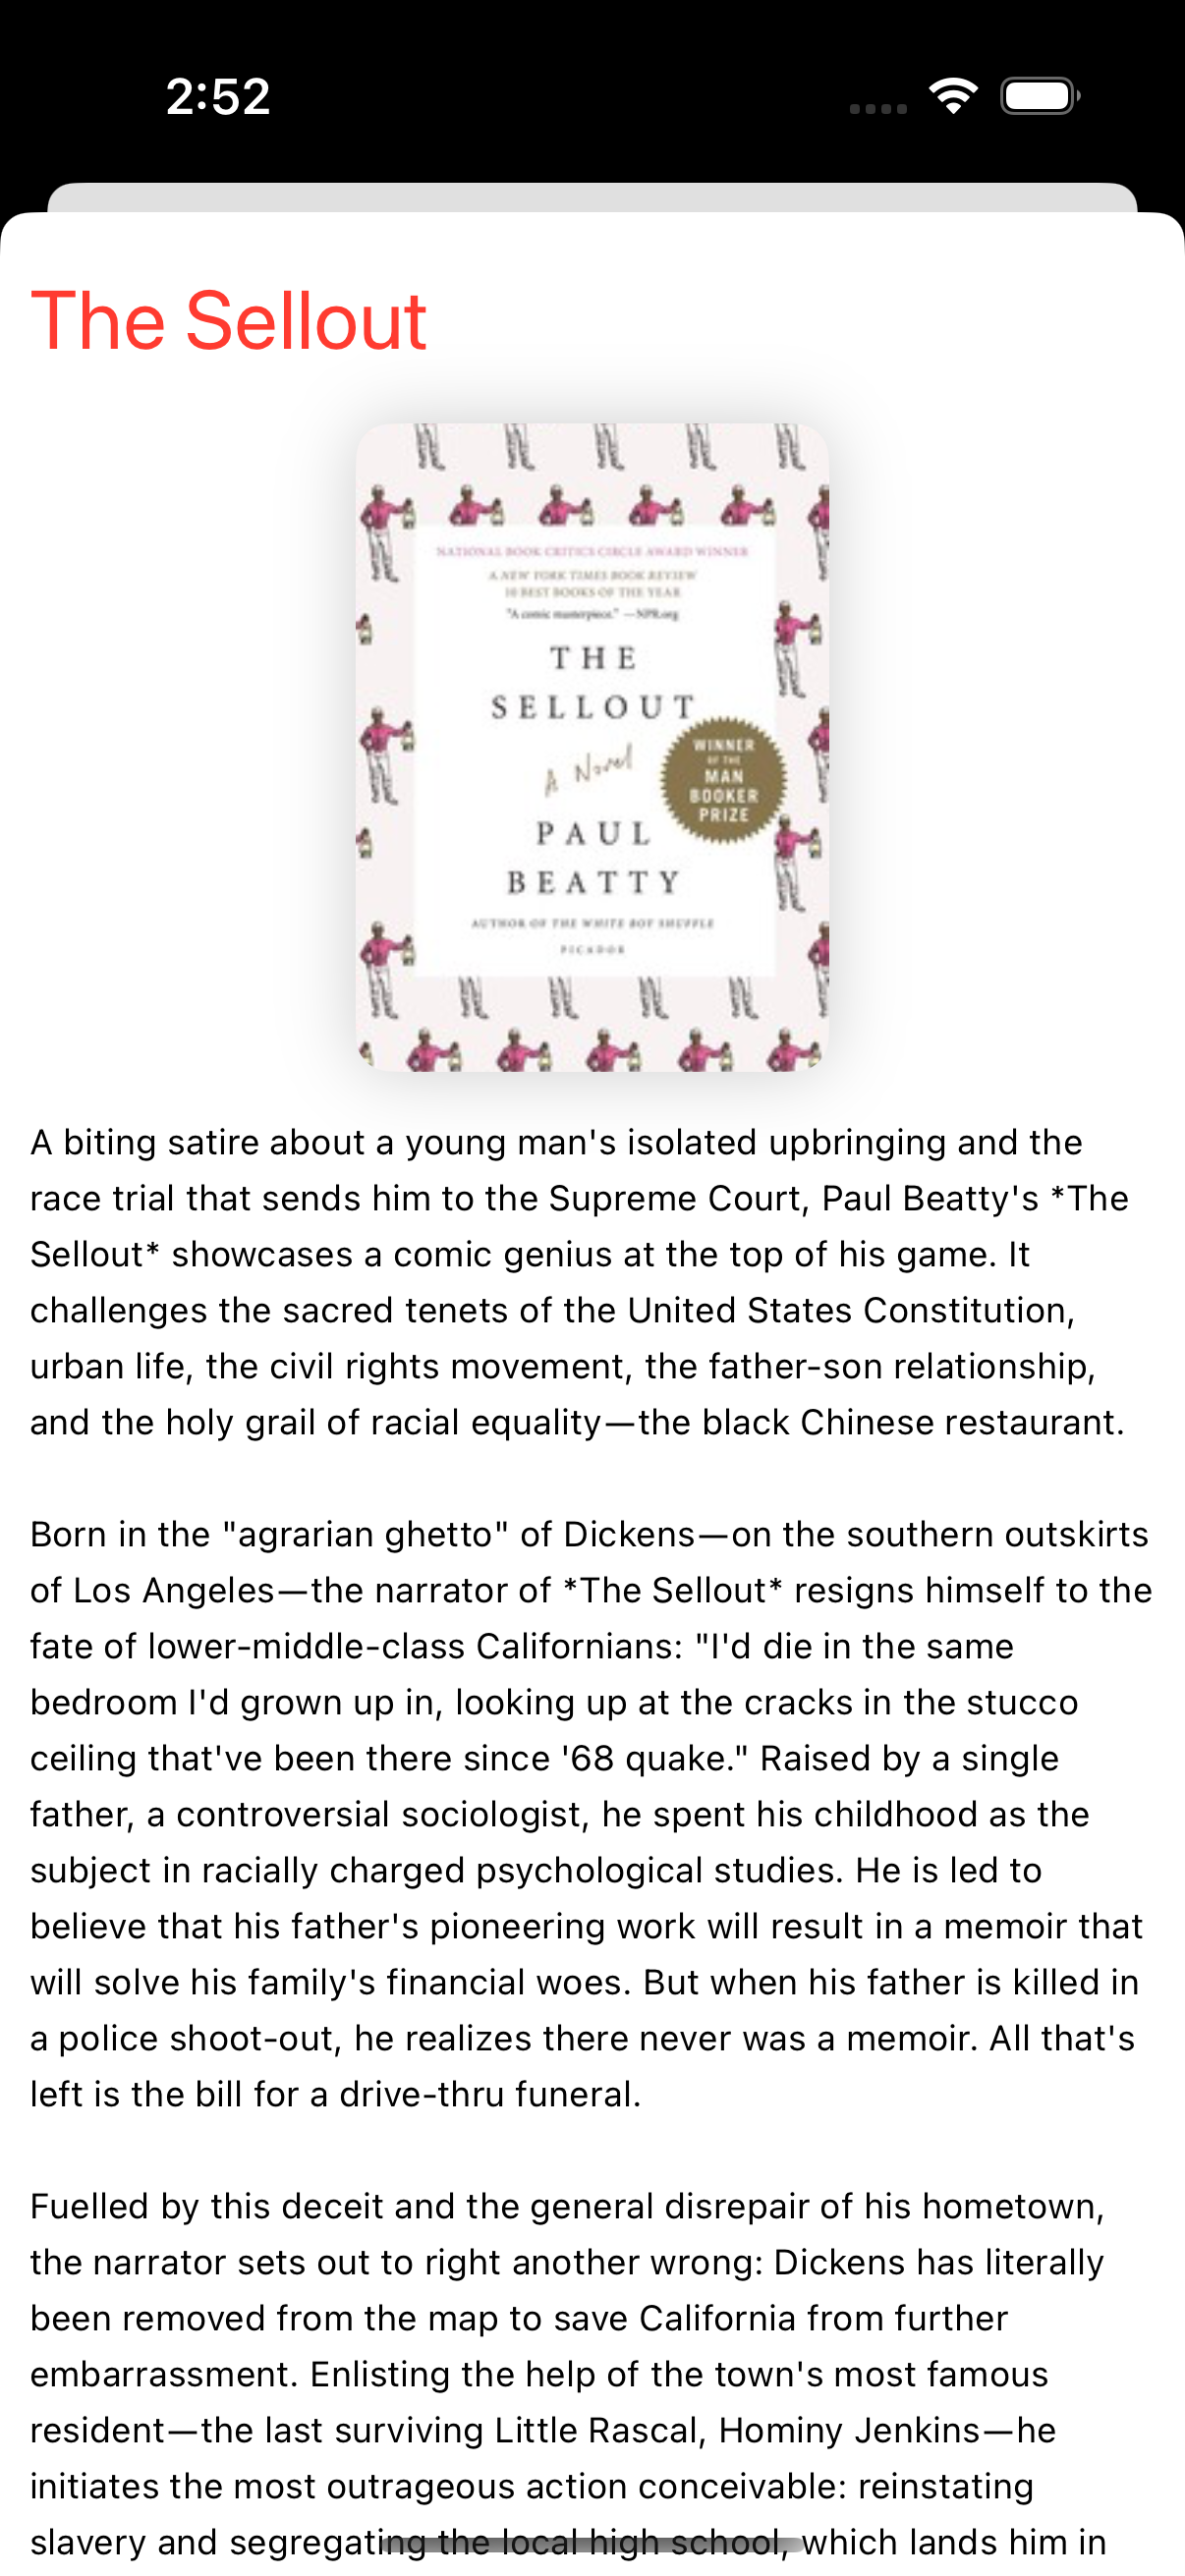 2:52
The Sellout
NATIONAL BOOK CRITICS CIRCLE AWARD WINNER
A NEW YORK TIMES BOOK REVIEW
10 BEST BOOKS OF THE YEAR
"A comic masterpiece." —NPR.org
THE
SELLOUT
A Novel
WINNER
OF THE
MAN
BOOKER
PRIZE
PAUL
BEATTY
AUTHOR OF THE WHITE BOY SHUFFLE
PICADOR
A biting satire about a young man's isolated upbringing and the
race trial that sends him to the Supreme Court, Paul Beatty's *The
Sellout* showcases a comic genius at the top of his game. It
challenges the sacred tenets of the United States Constitution,
urban life, the civil rights movement, the father-son relationship,
and the holy grail of racial equality—the black Chinese restaurant.
Born in the "agrarian ghetto" of Dickens—on the southern outskirts
of Los Angeles—the narrator of *The Sellout* resigns himself to the
fate of lower-middle-class Californians: "I'd die in the same
bedroom I'd grown up in, looking up at the cracks in the stucco
ceiling that've been there since '68 quake." Raised by a single
father, a controversial sociologist, he spent his childhood as the
subject in racially charged psychological studies. He is led to
believe that his father's pioneering work will result in a memoir that
will solve his family's financial woes. But when his father is killed in
a police shoot-out, he realizes there never was a memoir. All that's
left is the bill for a drive-thru funeral.
Fuelled by this deceit and the general disrepair of his hometown,
the narrator sets out to right another wrong: Dickens has literally
been removed from the map to save California from further
embarrassment. Enlisting the help of the town's most famous
resident—the last surviving Little Rascal, Hominy Jenkins—he
initiates the most outrageous action conceivable: reinstating
slavery and segregating the local high school, which lands him in